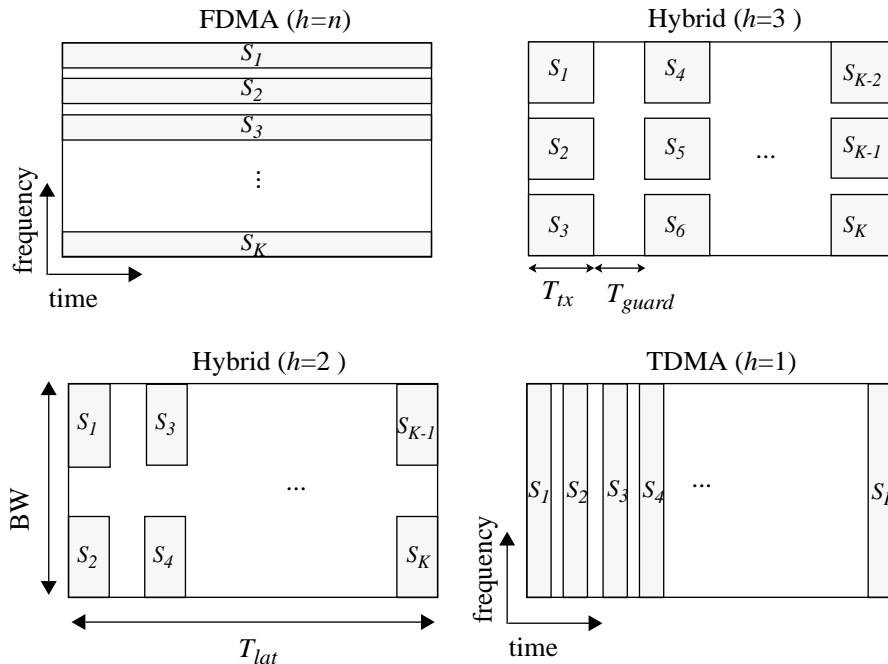 FDMA (h=n)
S1
S2
S3
⋮
SK
frequency
time
Hybrid (h=3 )
S1 S4 SK-2
S2 S5 ... SK-1
S3 S6 SK
Ttx Tguard
Hybrid (h=2 )
S1 S3 SK-1
...
S2 S4 SK
BW
Tlat
TDMA (h=1)
S1 S2 S3 S4 ...
frequency
time